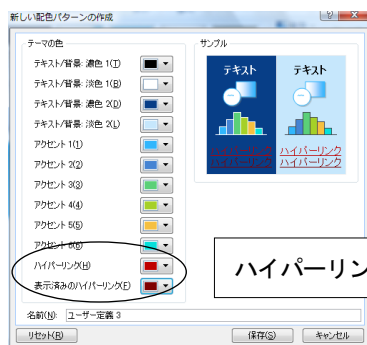 新しい配色パターンの作成
テーマの色
テキスト/背景: 濃色 1(T)
テキスト/背景: 淡色 1(B)
テキスト/背景: 濃色 2(D)
テキスト/背景: 淡色 2(L)
アクセント 1(1)
アクセント 2(2)
アクセント 3(3)
アクセント 4(4)
アクセント 5(5)
アクセント 6(6)
ハイパーリンク(H)
表示済みのハイパーリンク(F)
サンプル
テキスト テキスト
ハイパーリンク ハイパーリンク
ハイパーリンク ハイパーリンク
ハイパーリン
名前(N): ユーザー定義 3
リセット(R) 保存(S) キャンセル